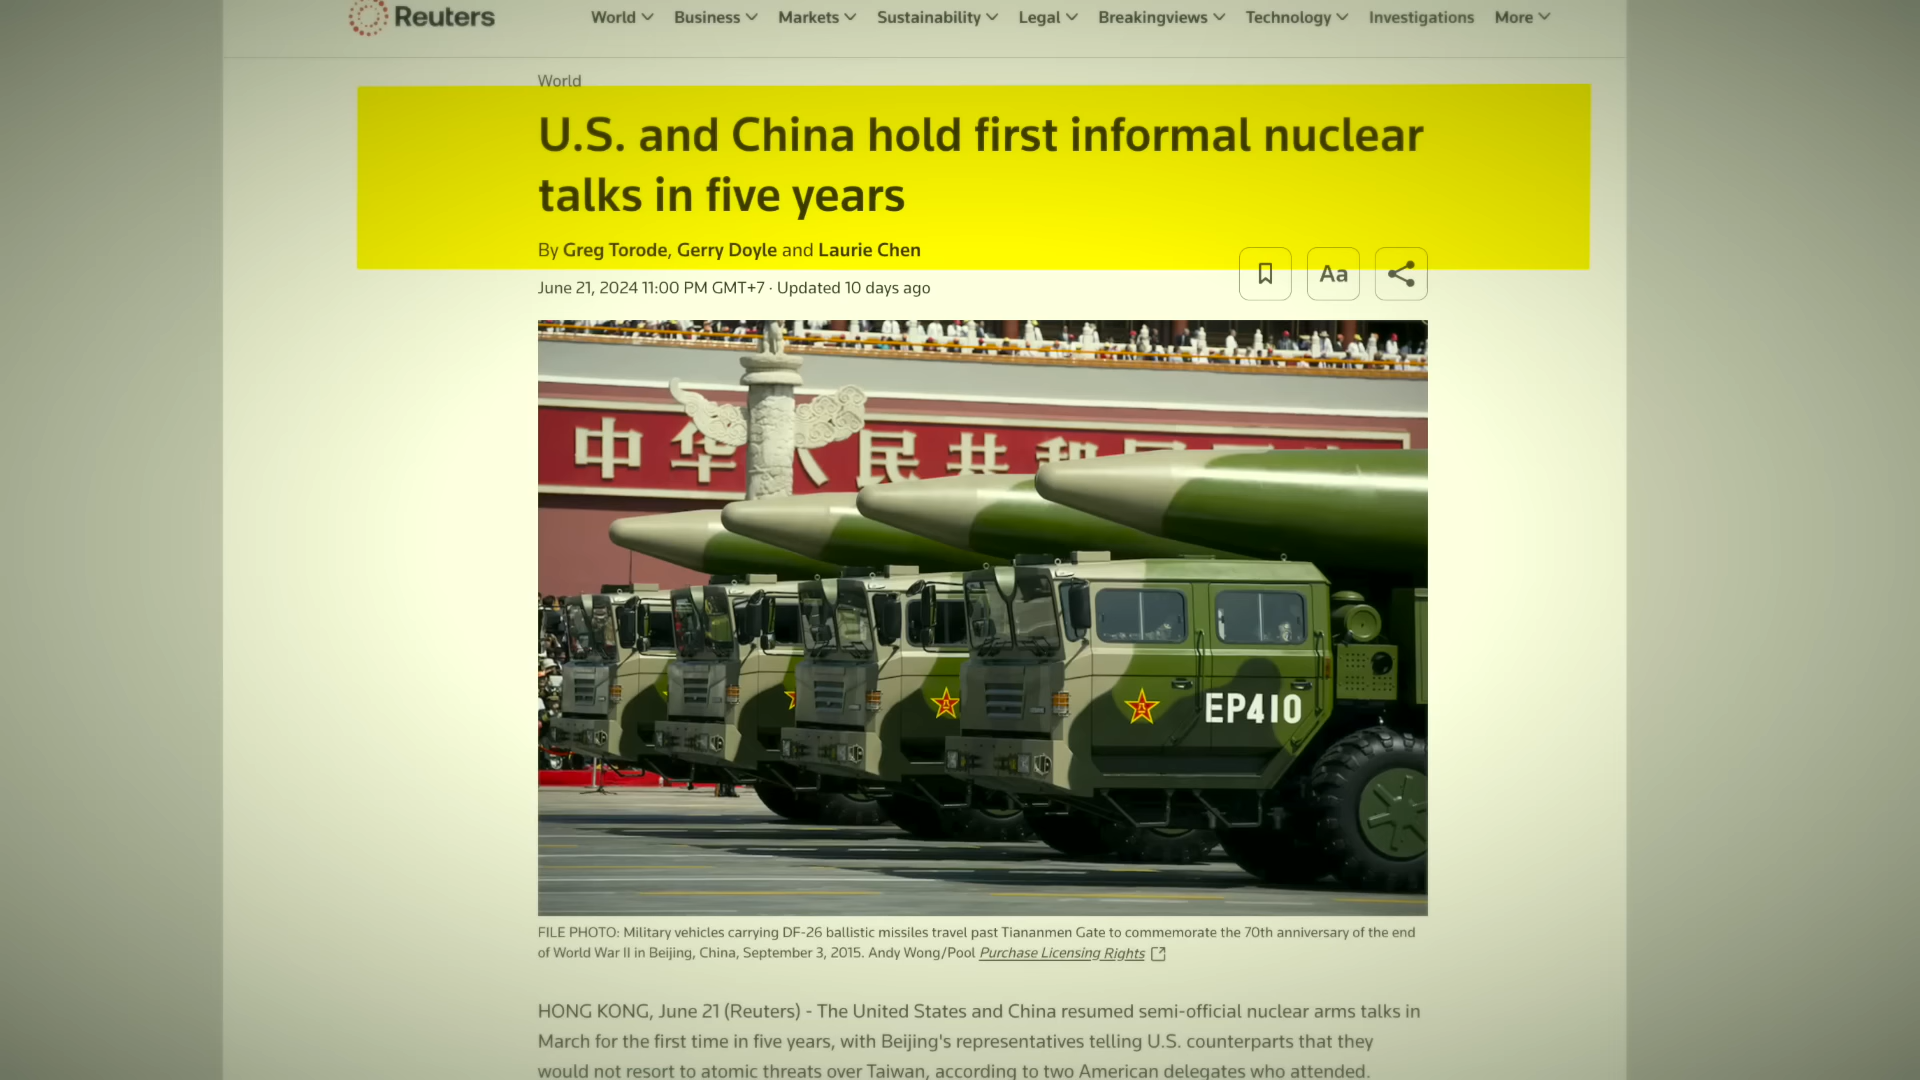 Reuters
World Business Markets Sustainability Legal Breakingviews Technology Investigations More
World
U.S. and China hold first informal nuclear
talks in five years
By Greg Torode, Gerry Doyle and Laurie Chen
June 21, 2024 11:00 PM GMT+7 · Updated 10 days ago
Aa
中华人民共和
EP410
FILE PHOTO: Military vehicles carrying DF-26 ballistic missiles travel past Tiananmen Gate to commemorate the 70th anniversary of the end
of World War II in Beijing, China, September 3, 2015. Andy Wong/Pool Purchase Licensing Rights
HONG KONG, June 21 (Reuters) - The United States and China resumed semi-official nuclear arms talks in
March for the first time in five years, with Beijing's representatives telling U.S. counterparts that they
would not resort to atomic threats over Taiwan, according to two American delegates who attended.